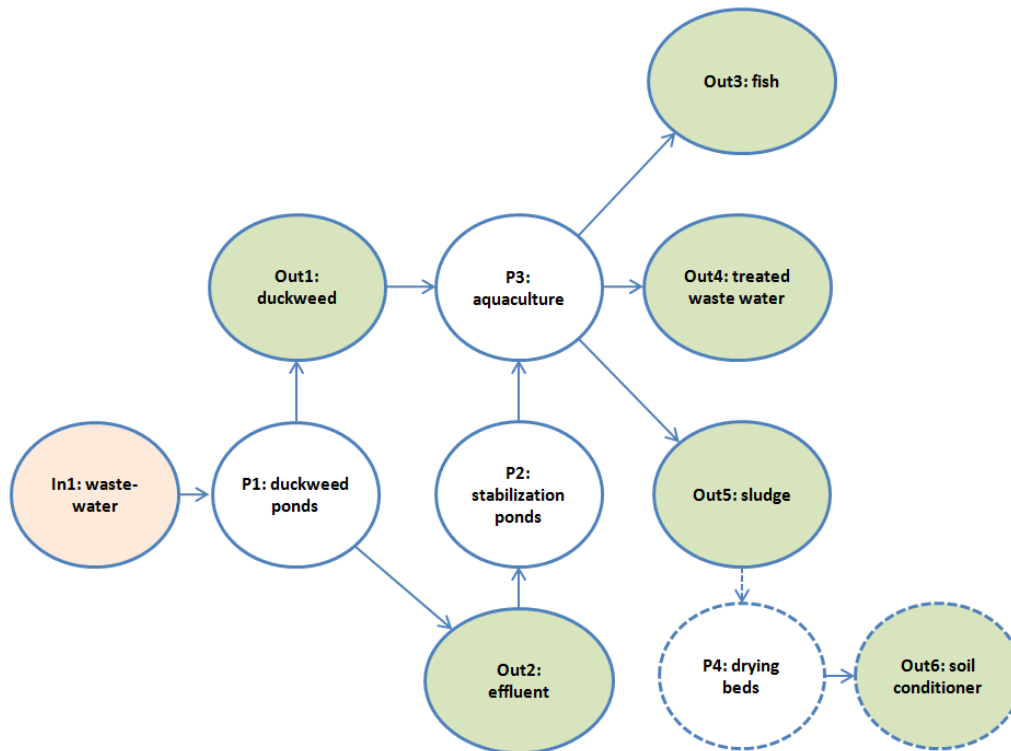 Out3: fish
Out1:
duckweed
P3:
aquaculture
Out4: treated
waste water
In1: waste-
water
P1: duckweed
ponds
P2:
stabilization
ponds
Out5: sludge
Out2:
effluent
P4: drying
beds
Out6: soil
conditioner